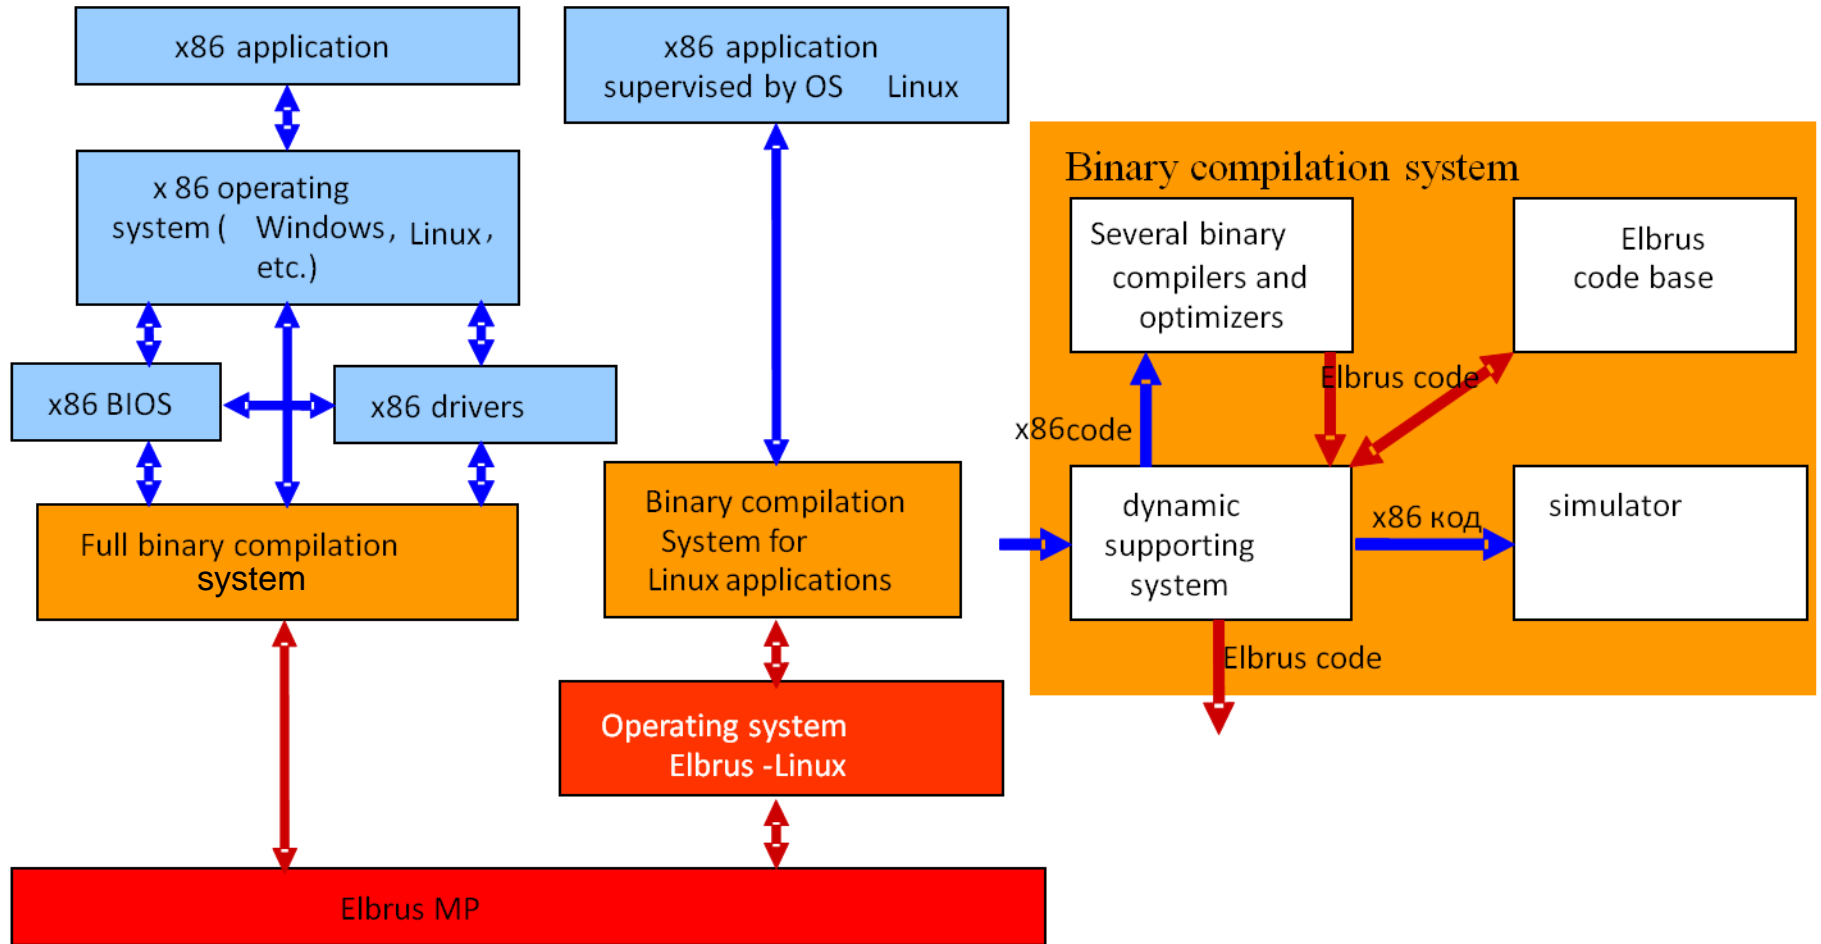 x86 application
x86 application
supervised by OS Linux
x 86 operating
system ( Windows, Linux,
etc.)
x86 BIOS
x86 drivers
Full binary compilation
system
Binary compilation
System for
Linux applications
Operating system
Elbrus -Linux
Elbrus MP
Binary compilation system
Several binary
compilers and
optimizers
Elbrus
code base
Elbrus code
x86code
dynamic
supporting
system
x86 код
simulator
Elbrus code